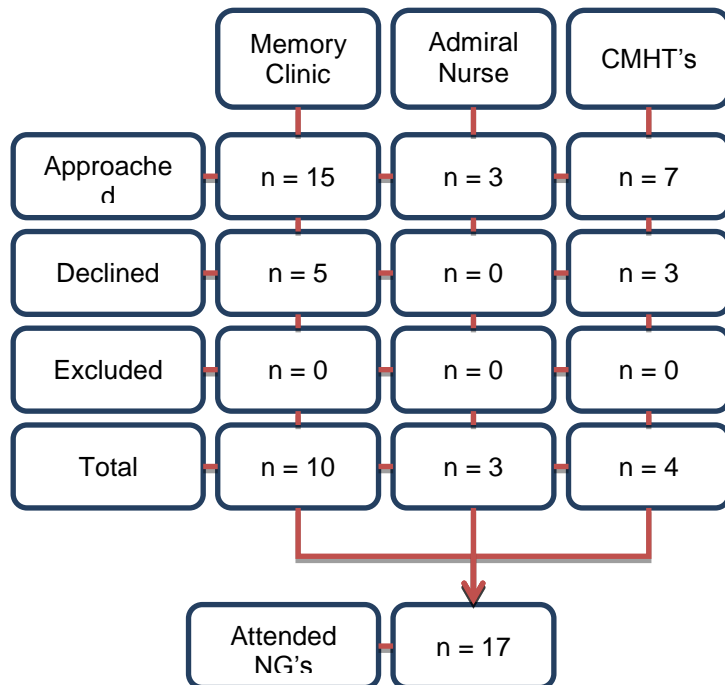 Memory
Clinic
Admiral
Nurse
CMHT's
Approache
d
n = 15
n = 3
n = 7
Declined
n = 5
n = 0
n = 3
Excluded
n = 0
n = 0
n = 0
Total
n = 10
n = 3
n = 4
Attended
NG's
n = 17